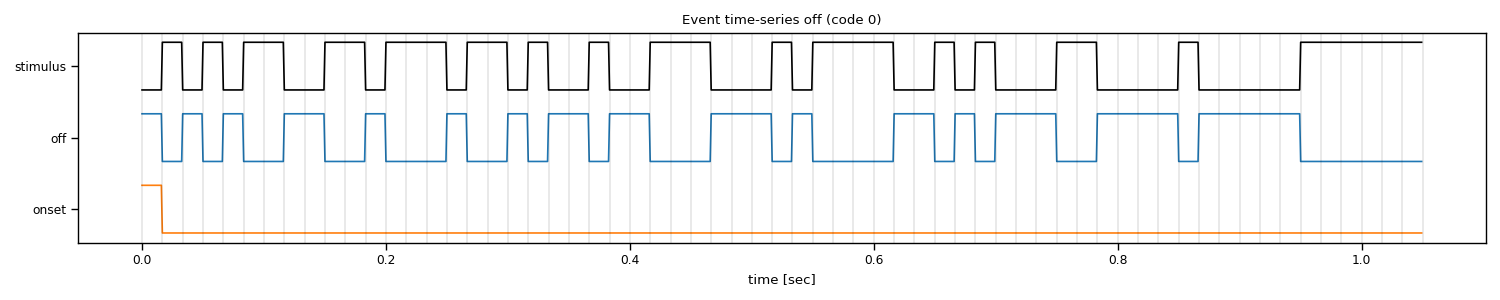 Event time-series off (code 0)
stimulus
off
onset
0.0 0.2 0.4 0.6 0.8 1.0
time [sec]